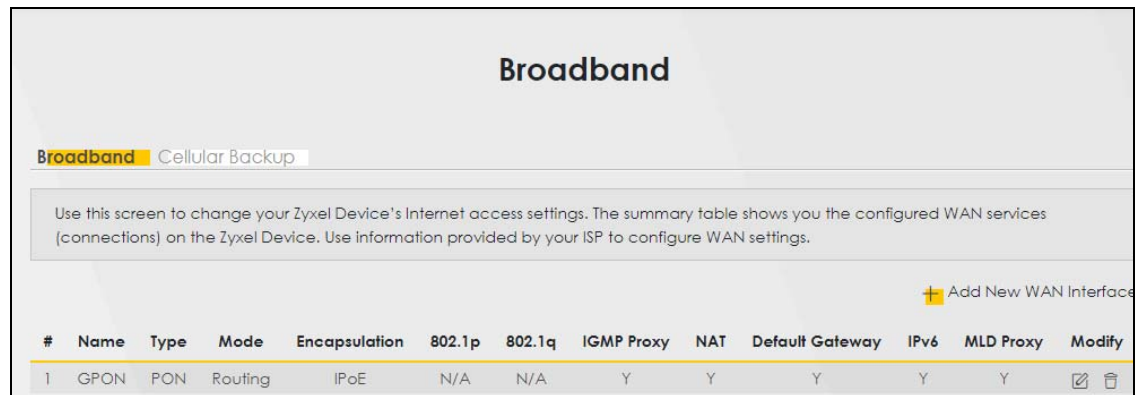 Broadband
Broadband Cellular Backup
Use this screen to change your Zyxel Device's Internet access settings. The summary table shows you the configured WAN services
(connections) on the Zyxel Device. Use information provided by your ISP to configure WAN settings.
+ Add New WAN Interface
# Name Type Mode Encapsulation 802.1p 802.1q IGMP Proxy NAT Default Gateway IPv6 MLD Proxy Modify
1 GPON PON Routing IPoE N/A N/A Y Y Y Y Y